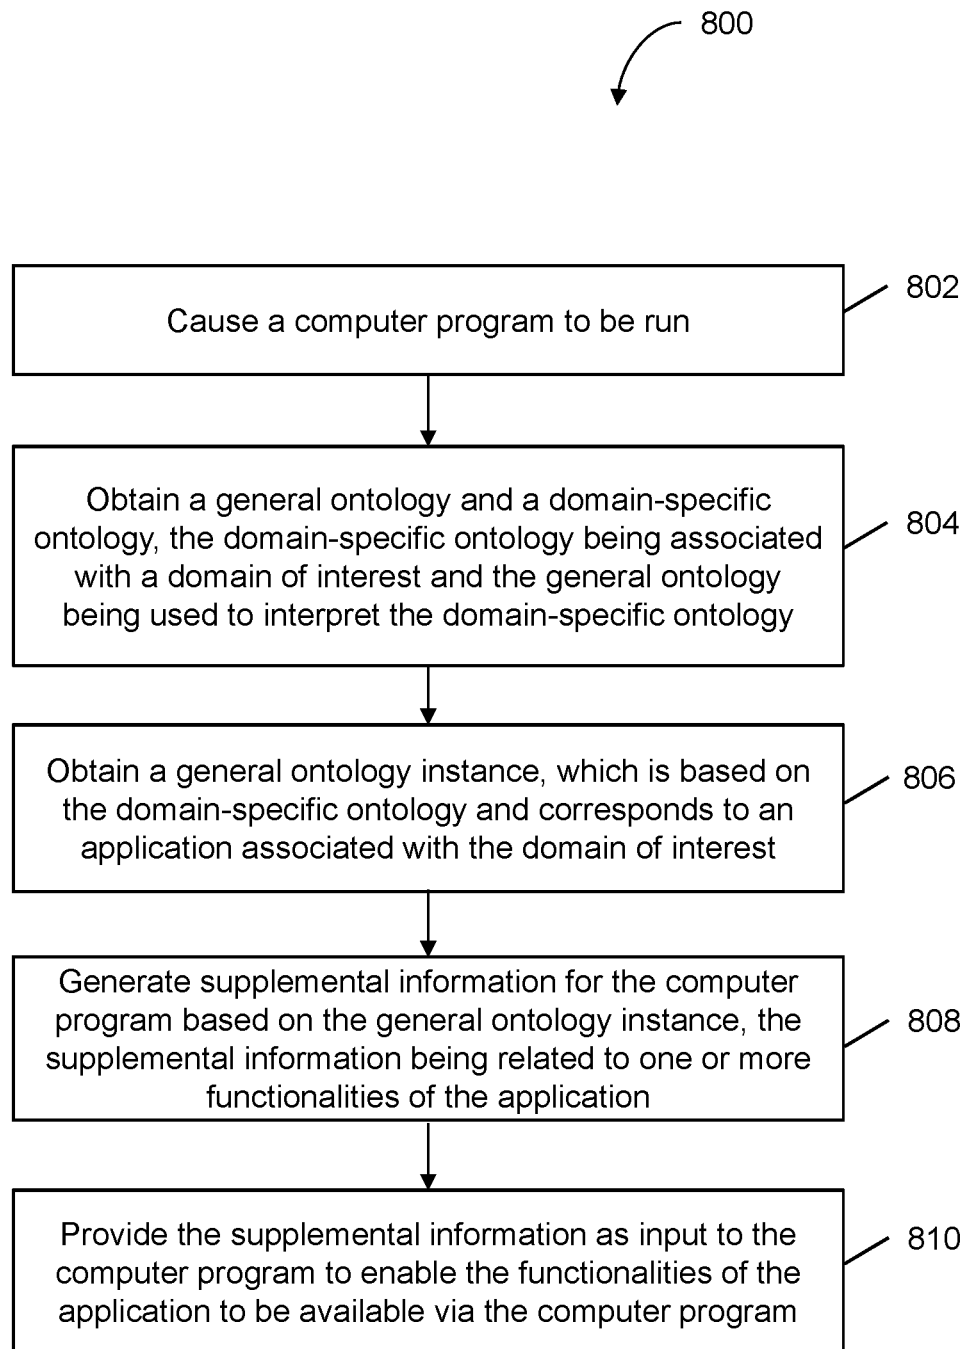 800
802
Cause a computer program to be run
Obtain a general ontology and a domain-specific
ontology, the domain-specific ontology being associated
with a domain of interest and the general ontology
being used to interpret the domain-specific ontology
804
Obtain a general ontology instance, which is based on
the domain-specific ontology and corresponds to an
application associated with the domain of interest
806
Generate supplemental information for the computer
program based on the general ontology instance, the
supplemental information being related to one or more
functionalities of the application
808
Provide the supplemental information as input to the
computer program to enable the functionalities of the
application to be available via the computer program
810